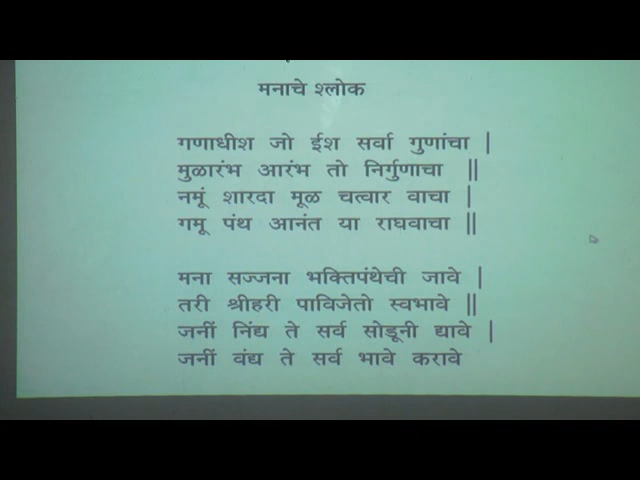 मनाचे श्लोक
गणाधीश जो ईश सर्वा गुणांचा |
मुळारंभ आरंभ तो निर्गुणाचा ||
नमूं शारदा मूळ चत्वार वाचा |
गमू पंथ आनंत या राघवाचा ||
मना सज्जना भक्तिपंथेची जावे |
तरी श्रीहरी पाविजेतो स्वभावे ||
जनीं निंद्य ते सर्व सोडूनी द्यावे |
जनीं वंद्य ते सर्व भावे करावे